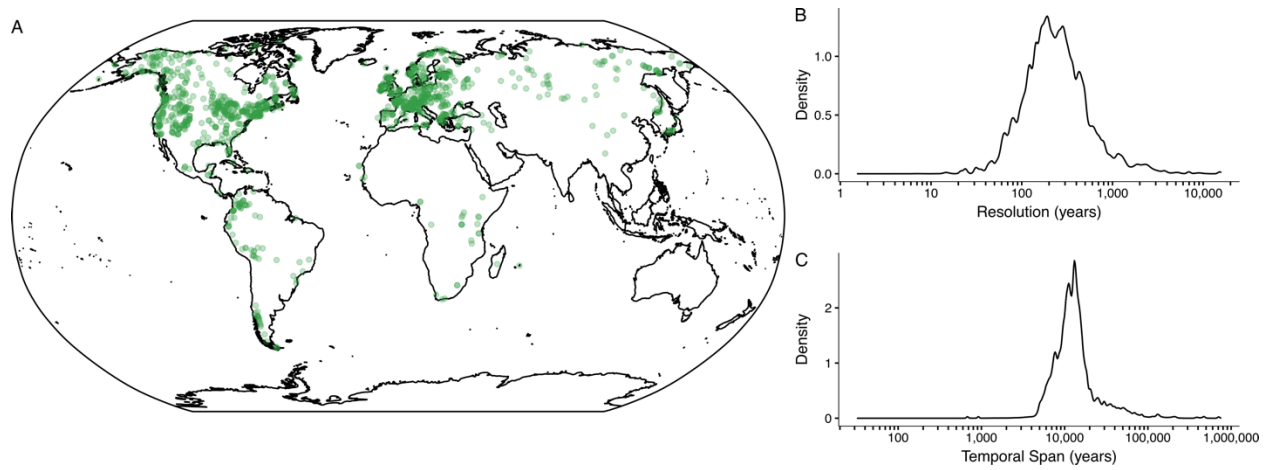 A
B
1.0
0.5
0.0
Density
1 10 100 1,000 10,000
Resolution (years)
C
2
1
0
Density
100 1,000 10,000 100,000 1,000,000
Temporal Span (years)